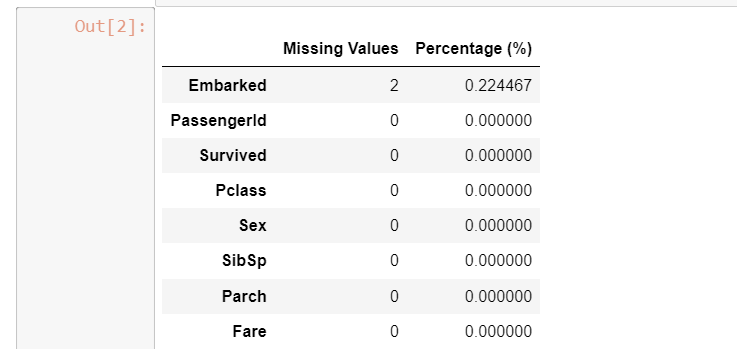 Out[2]:
Missing Values Percentage (%)
Embarked 2 0.224467
PassengerId 0 0.000000
Survived 0 0.000000
Pclass 0 0.000000
Sex 0 0.000000
SibSp 0 0.000000
Parch 0 0.000000
Fare 0 0.000000